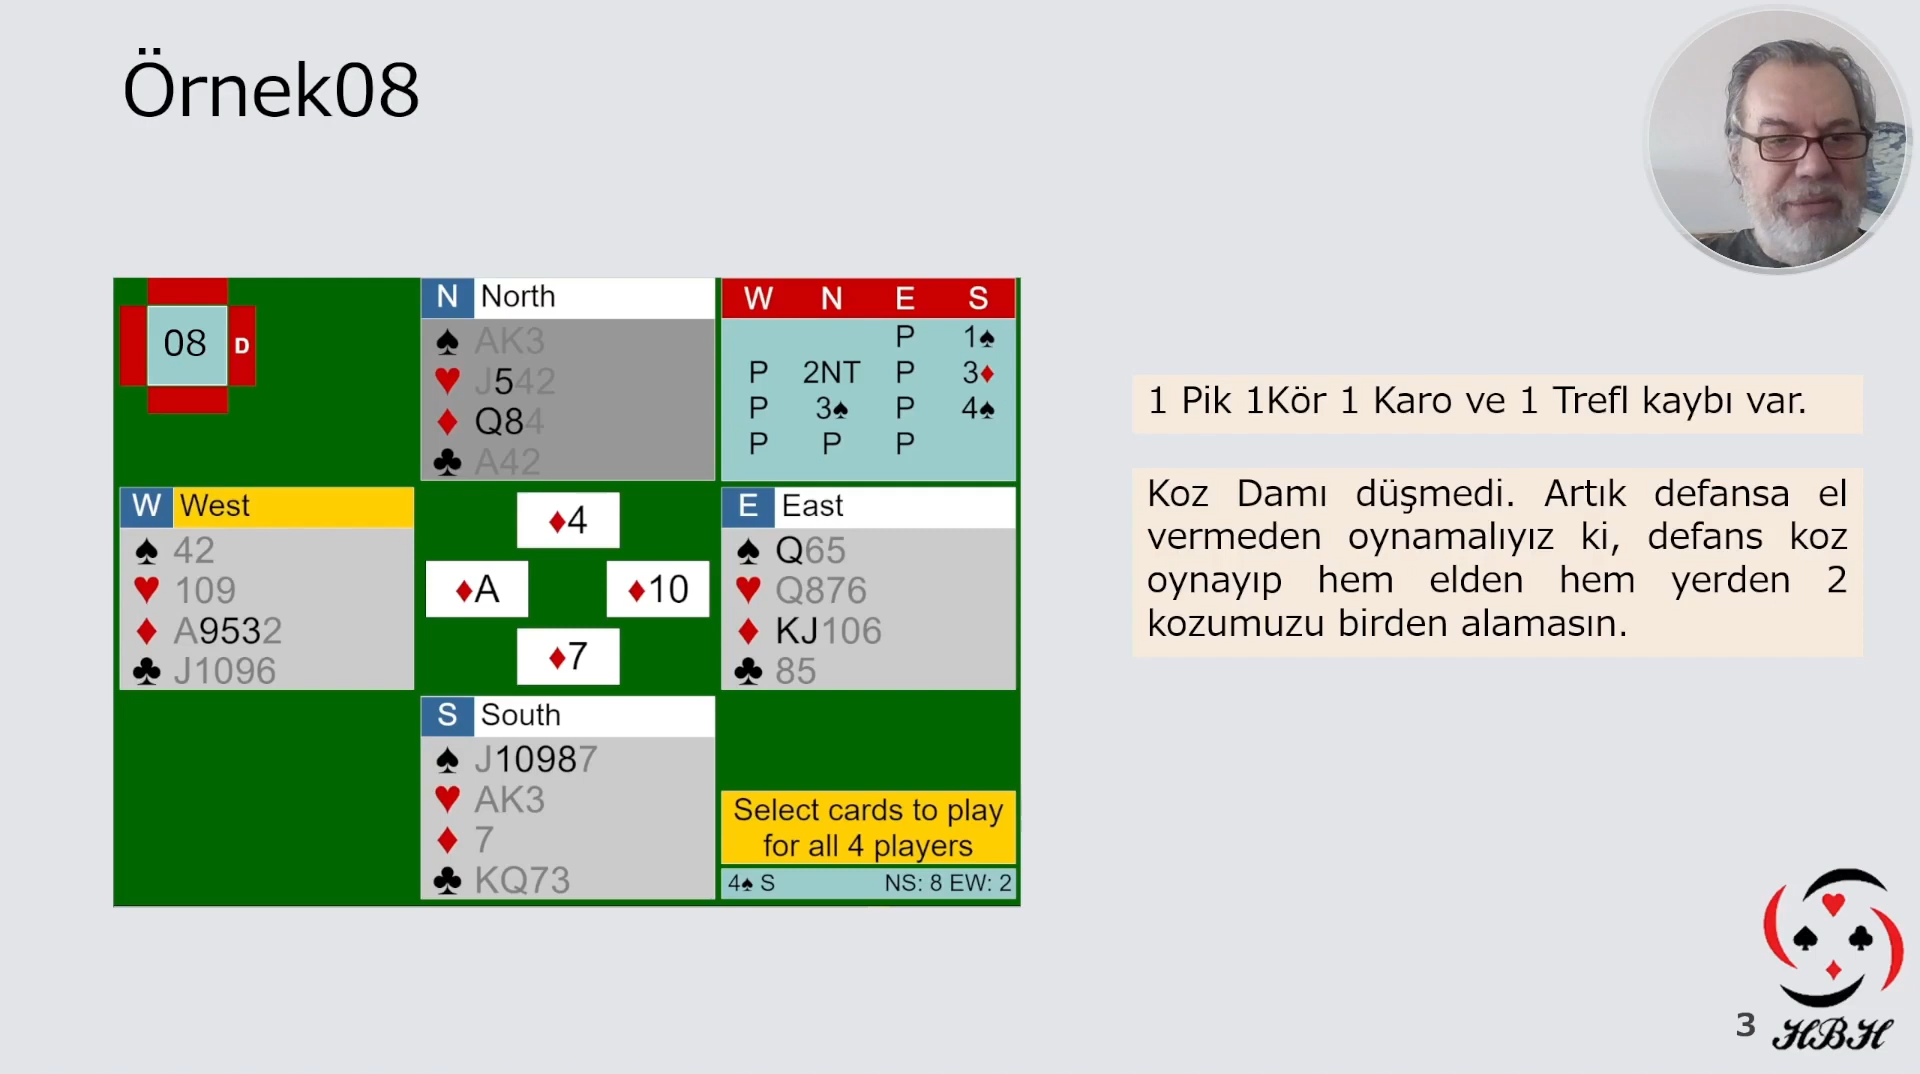 Örnek08
08
D
N North
♠ AK3
♥ J542
♦ Q84
♣ A42
W N E S
P 1♠
P 2NT P 3♦
P 3♠ P 4♠
P P P
W West
♠ 42
♥ 109
♦ A9532
♣ J1096
♦4
♦A
♦10
♦7
E East
♠ Q65
♥ Q876
♦ KJ106
♣ 85
S South
♠ J10987
♥ AK3
♦ 7
♣ KQ73
Select cards to play
for all 4 players
4♠ S NS: 8 EW: 2
1 Pik 1Kör 1 Karo ve 1 Trefl kaybı var.
Koz Damı düşmedi. Artık defansa el
vermeden oynamalıyız ki, defans koz
oynayıp hem elden hem yerden 2
kozumuzu birden alamasın.
3
HBH